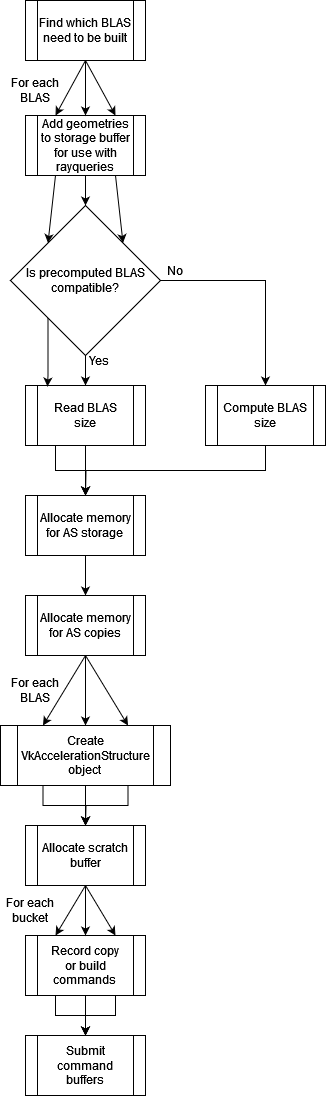 Find which BLAS
need to be built
For each
BLAS
Add geometries
to storage buffer
for use with
rayqueries
Is precomputed BLAS
compatible?
No
Yes
Read BLAS
size
Compute BLAS
size
Allocate memory
for AS storage
Allocate memory
for AS copies
For each
BLAS
Create
VkAccelerationStructure
object
Allocate scratch
buffer
For each
bucket
Record copy
or build
commands
Submit
command
buffers